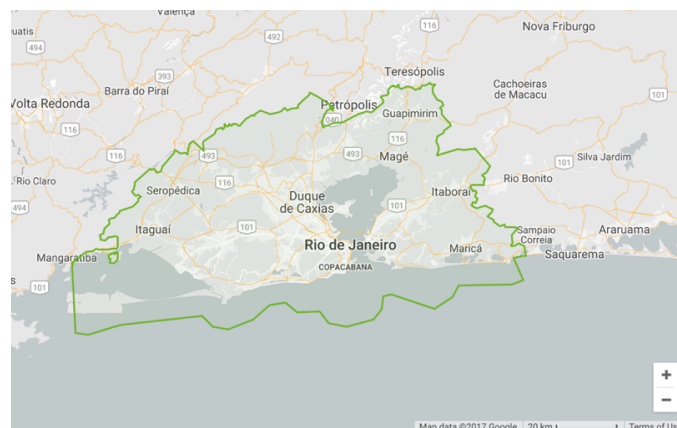 Valença
Nova Friburgo
uatis
116
494
492
Teresópolis
393
Cachoeiras
de Macacu
Barra do Piraí
101
Volta Redonda
Petrópolis
040
Guapimirim
116
116
116
493
493
Magé
101
Silva Jardim
Rio Claro
Seropédica
116
Duque
de Caxias
Itaboraí
Rio Bonito
494
101
Itaguaí
101
Sampaio
Correia
Araruama
Rio de Janeiro
Maricá
Saquarema
Mangaratiba
COPACABANA
101
+
−
Map data ©2017 Google
20 km
Terms of Us